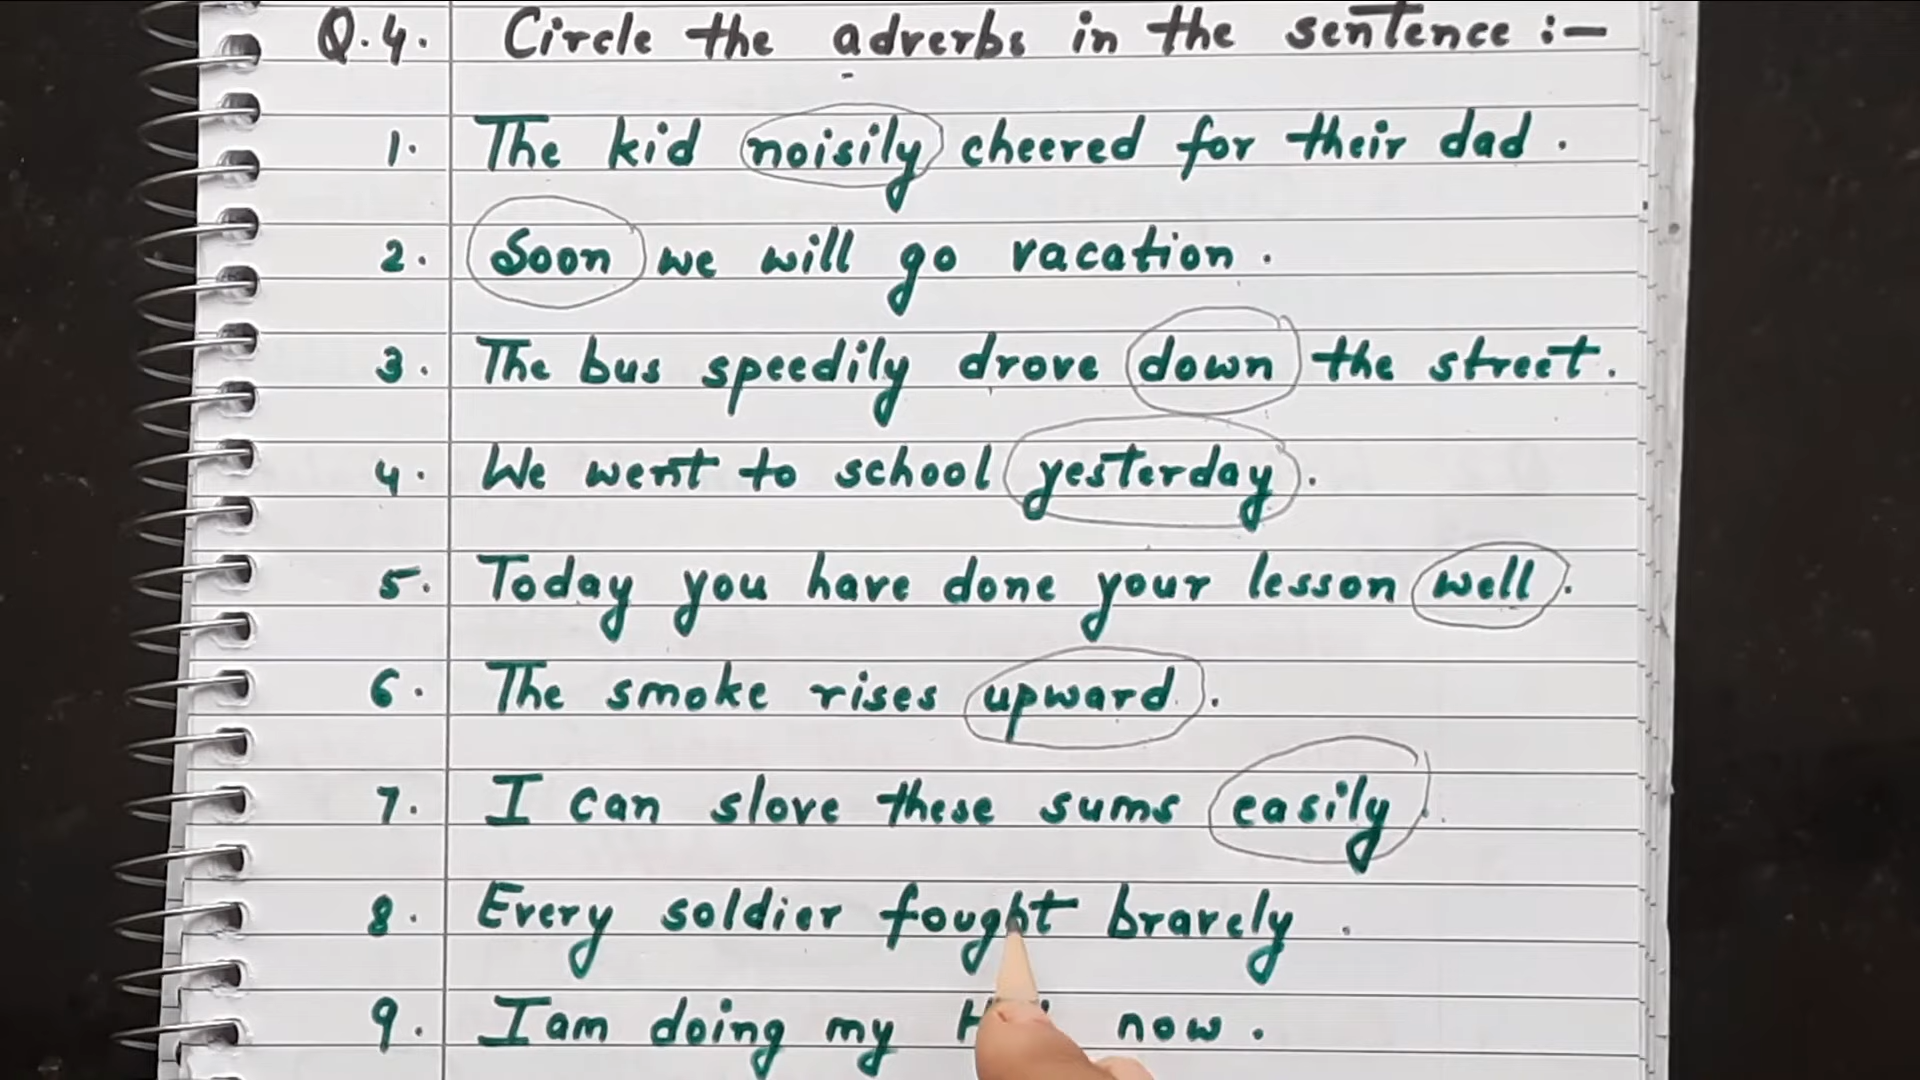 Q.4. Circle the adverbs in the sentence :-
1. The kid noisily cheered for their dad .
2. Soon we will go vacation .
3. The bus speedily drove down the street .
4. We went to school yesterday .
5. Today you have done your lesson well .
6. The smoke rises upward .
7. I can slove these sums easily .
8. Every soldier fought bravely .
9. I am doing my now .